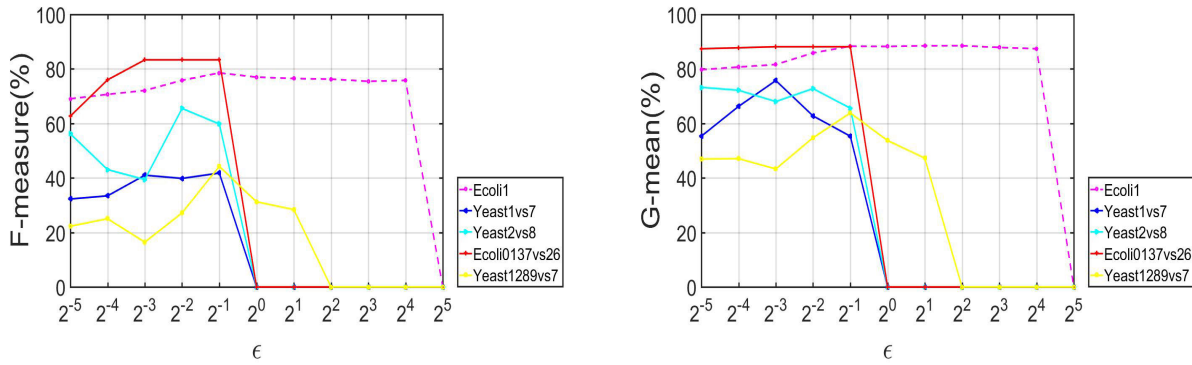 F-measure(%)
100
80
60
40
20
0
2^-5 2^-4 2^-3 2^-2 2^-1 2^0 2^1 2^2 2^3 2^4 2^5
ϵ
Ecoli1
Yeast1vs7
Yeast2vs8
Ecoli0137vs26
Yeast1289vs7
G-mean(%)
100
80
60
40
20
0
2^-5 2^-4 2^-3 2^-2 2^-1 2^0 2^1 2^2 2^3 2^4 2^5
ϵ
Ecoli1
Yeast1vs7
Yeast2vs8
Ecoli0137vs26
Yeast1289vs7